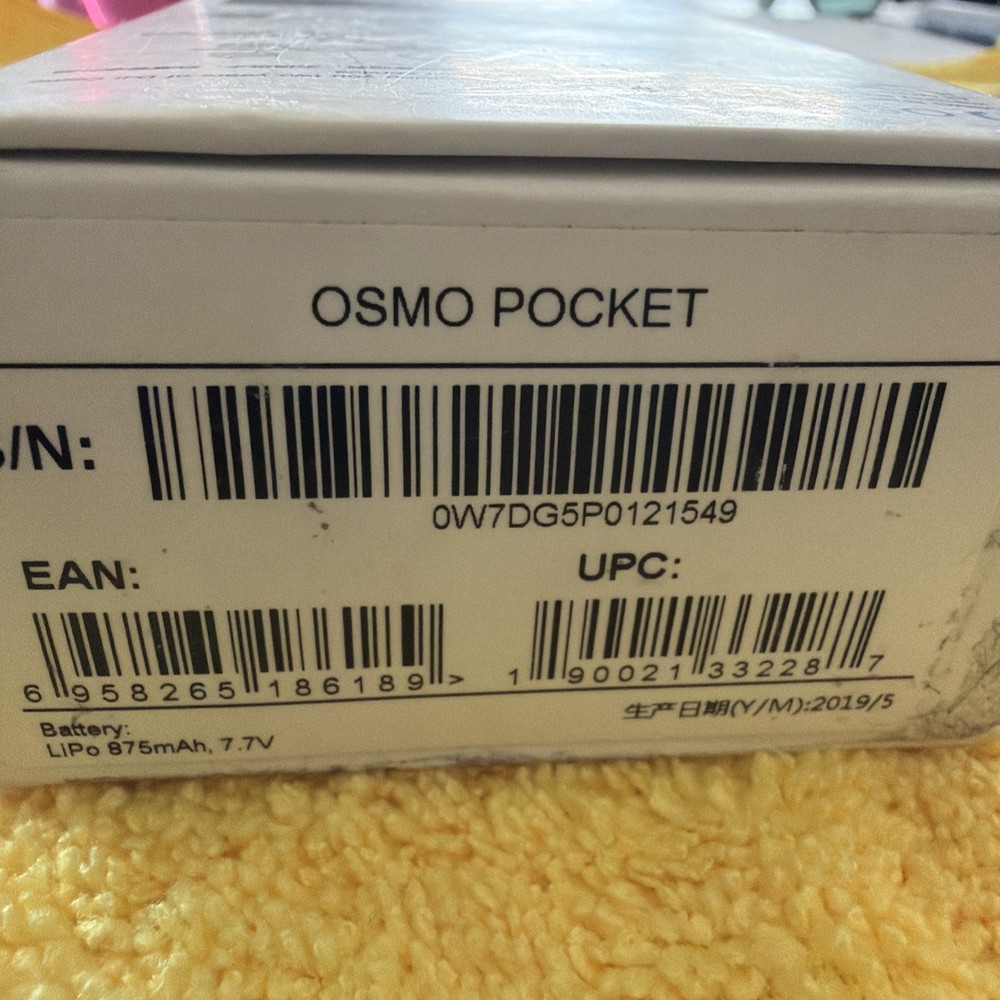 OSMO POCKET
S/N:
0W7DG5P0121549
EAN:
UPC:
6 958265 186189 >
1 90021 33228 7
Battery:
LiPo 875mAh, 7.7V
生产日期(Y/M):2019/5